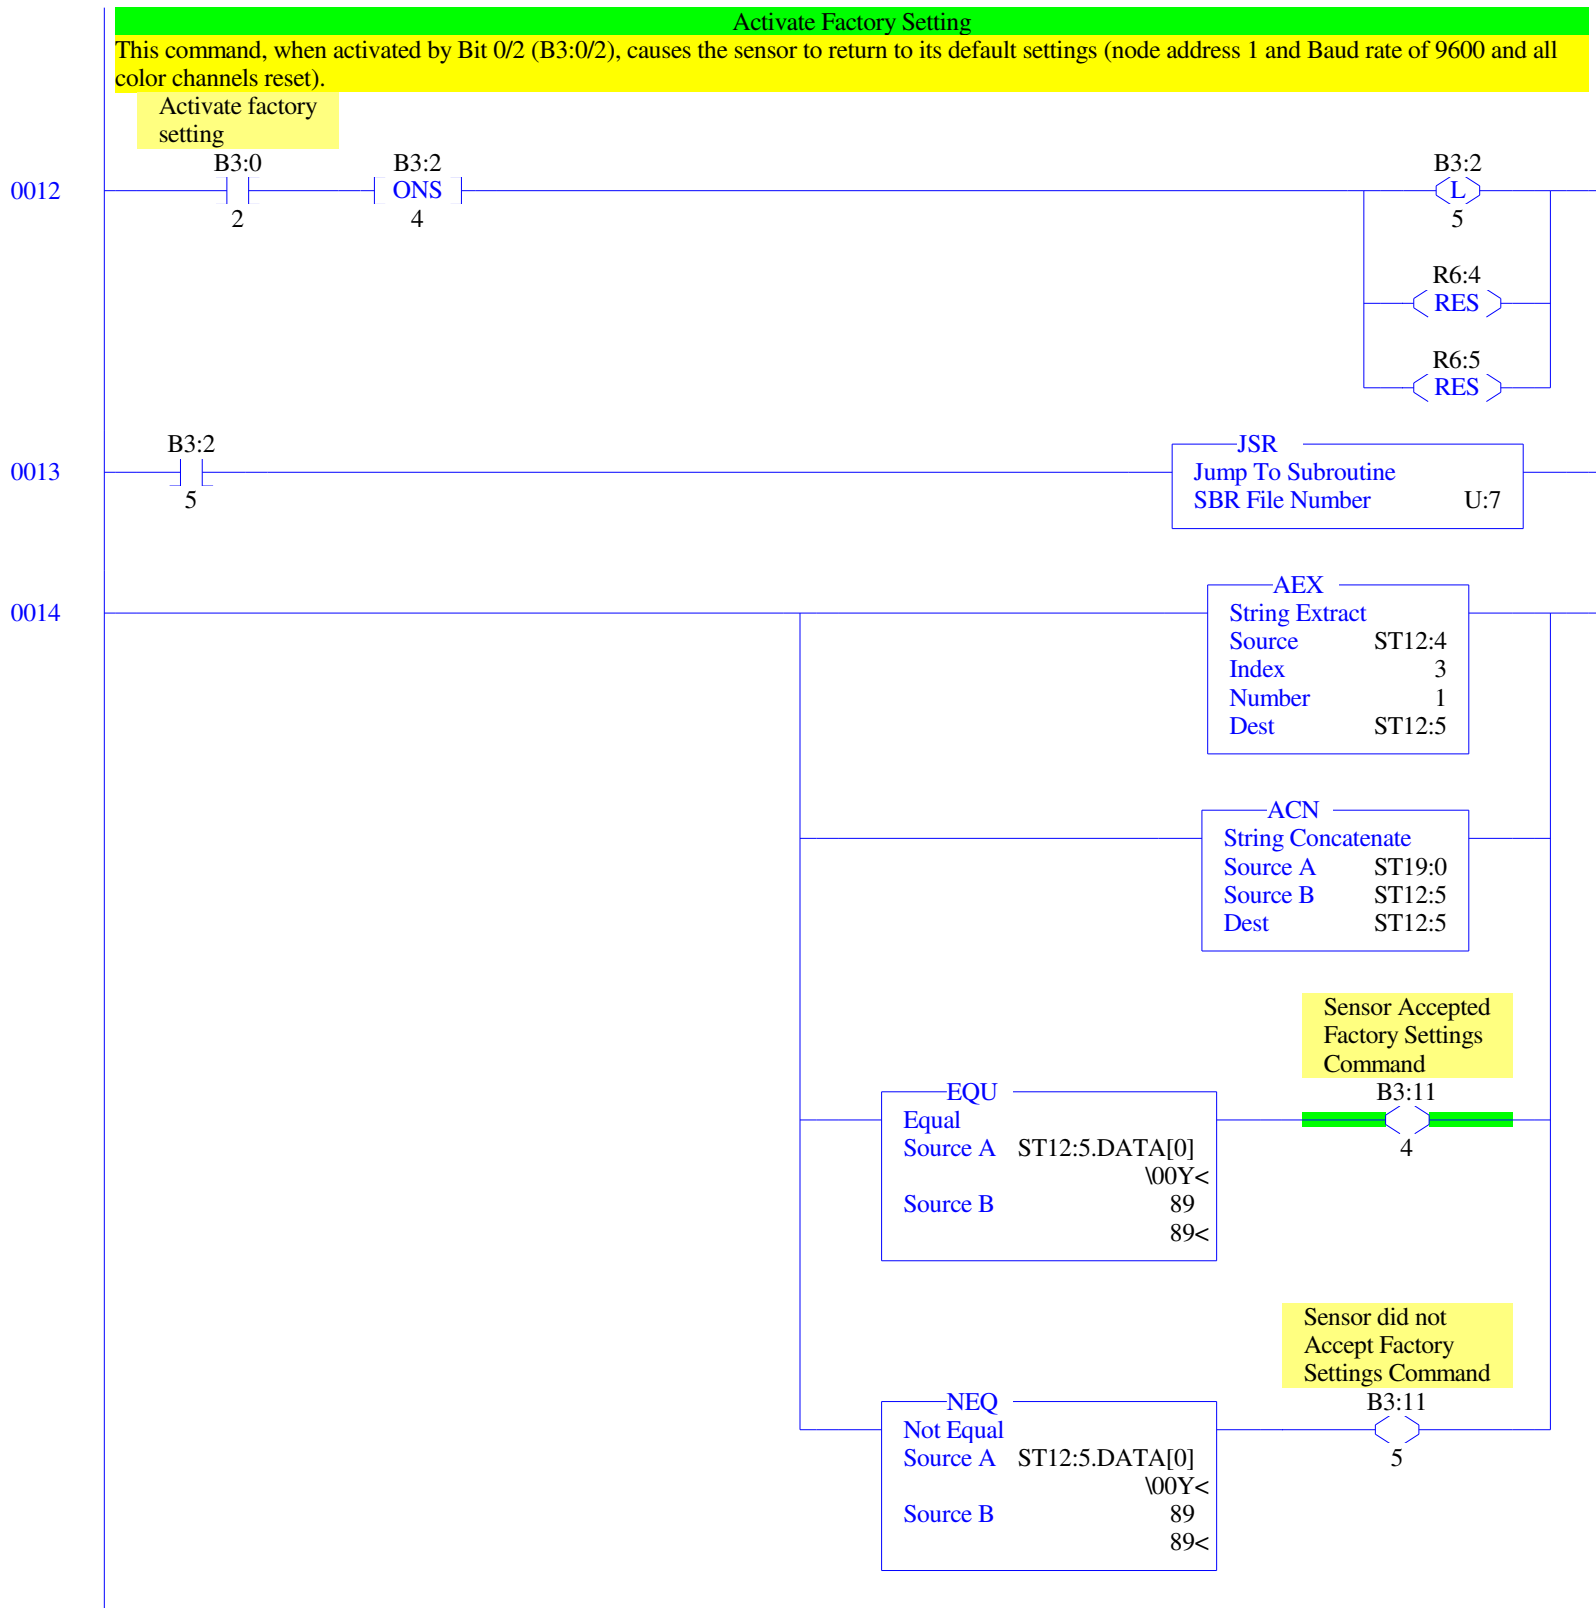 Activate Factory Setting
This command, when activated by Bit 0/2 (B3:0/2), causes the sensor to return to its default settings (node address 1 and Baud rate of 9600 and all
color channels reset).
Activate factory
setting
B3:0
B3:2
B3:2
0012
ONS
L
2
4
5
R6:4
RES
R6:5
RES
B3:2
JSR
0013
Jump To Subroutine
5
SBR File Number U:7
AEX
0014
String Extract
Source ST12:4
Index 3
Number 1
Dest ST12:5
ACN
String Concatenate
Source A ST19:0
Source B ST12:5
Dest ST12:5
Sensor Accepted
Factory Settings
Command
EQU
B3:11
Equal
Source A ST12:5.DATA[0]
4
\00Y<
Source B 89
89<
Sensor did not
Accept Factory
Settings Command
NEQ
B3:11
Not Equal
Source A ST12:5.DATA[0]
5
\00Y<
Source B 89
89<